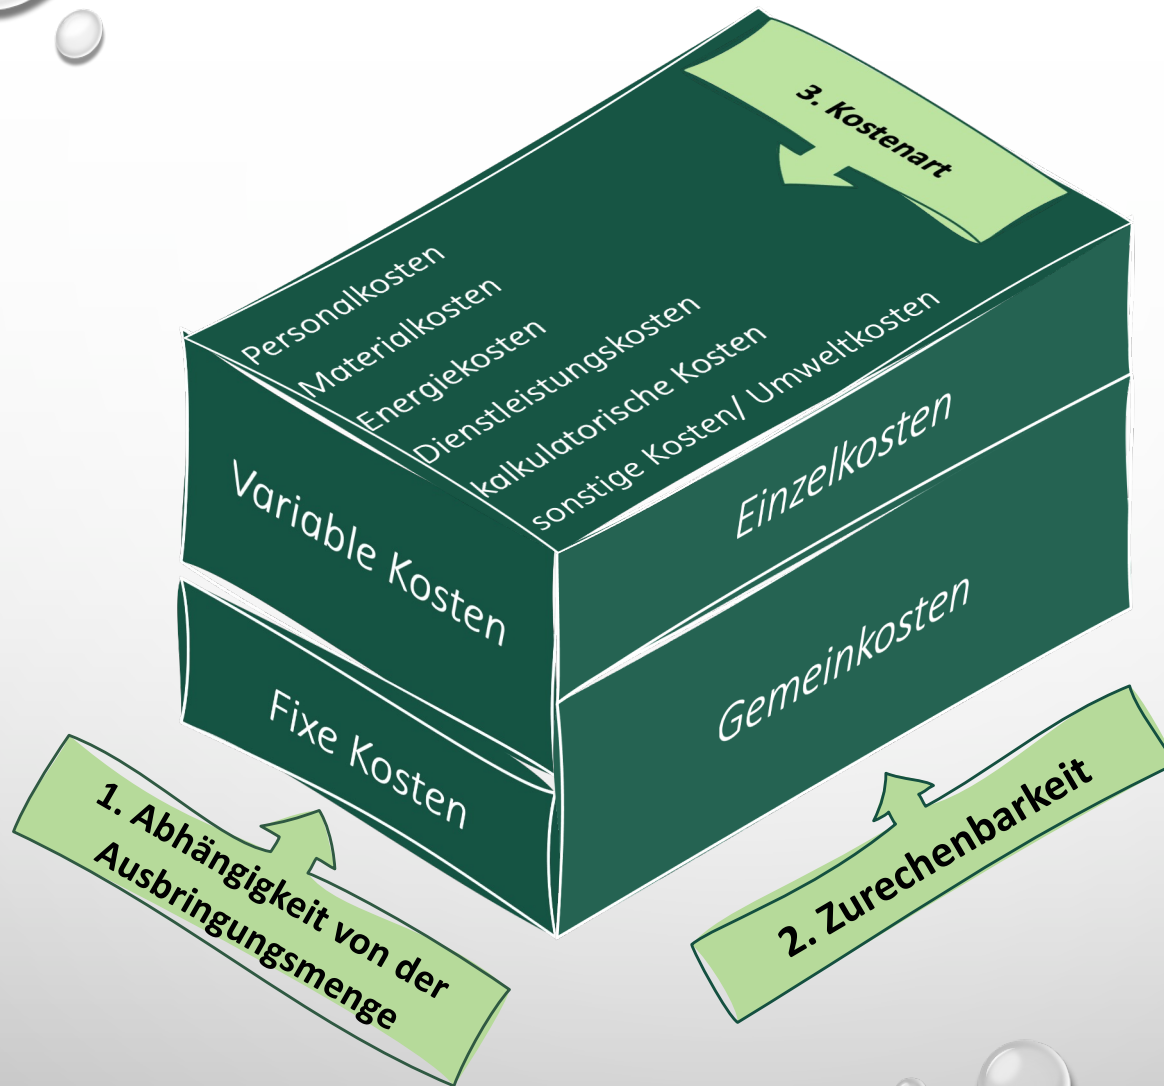 3. Kostenart
Personalkosten
Materialkosten
Energiekosten
Dienstleistungskosten
kalkulatorische Kosten
sonstige Kosten/ Umweltkosten
Variable Kosten
Fixe Kosten
Einzelkosten
Gemeinkosten
1. Abhängigkeit von der
Ausbringungsmenge
2. Zurechenbarkeit